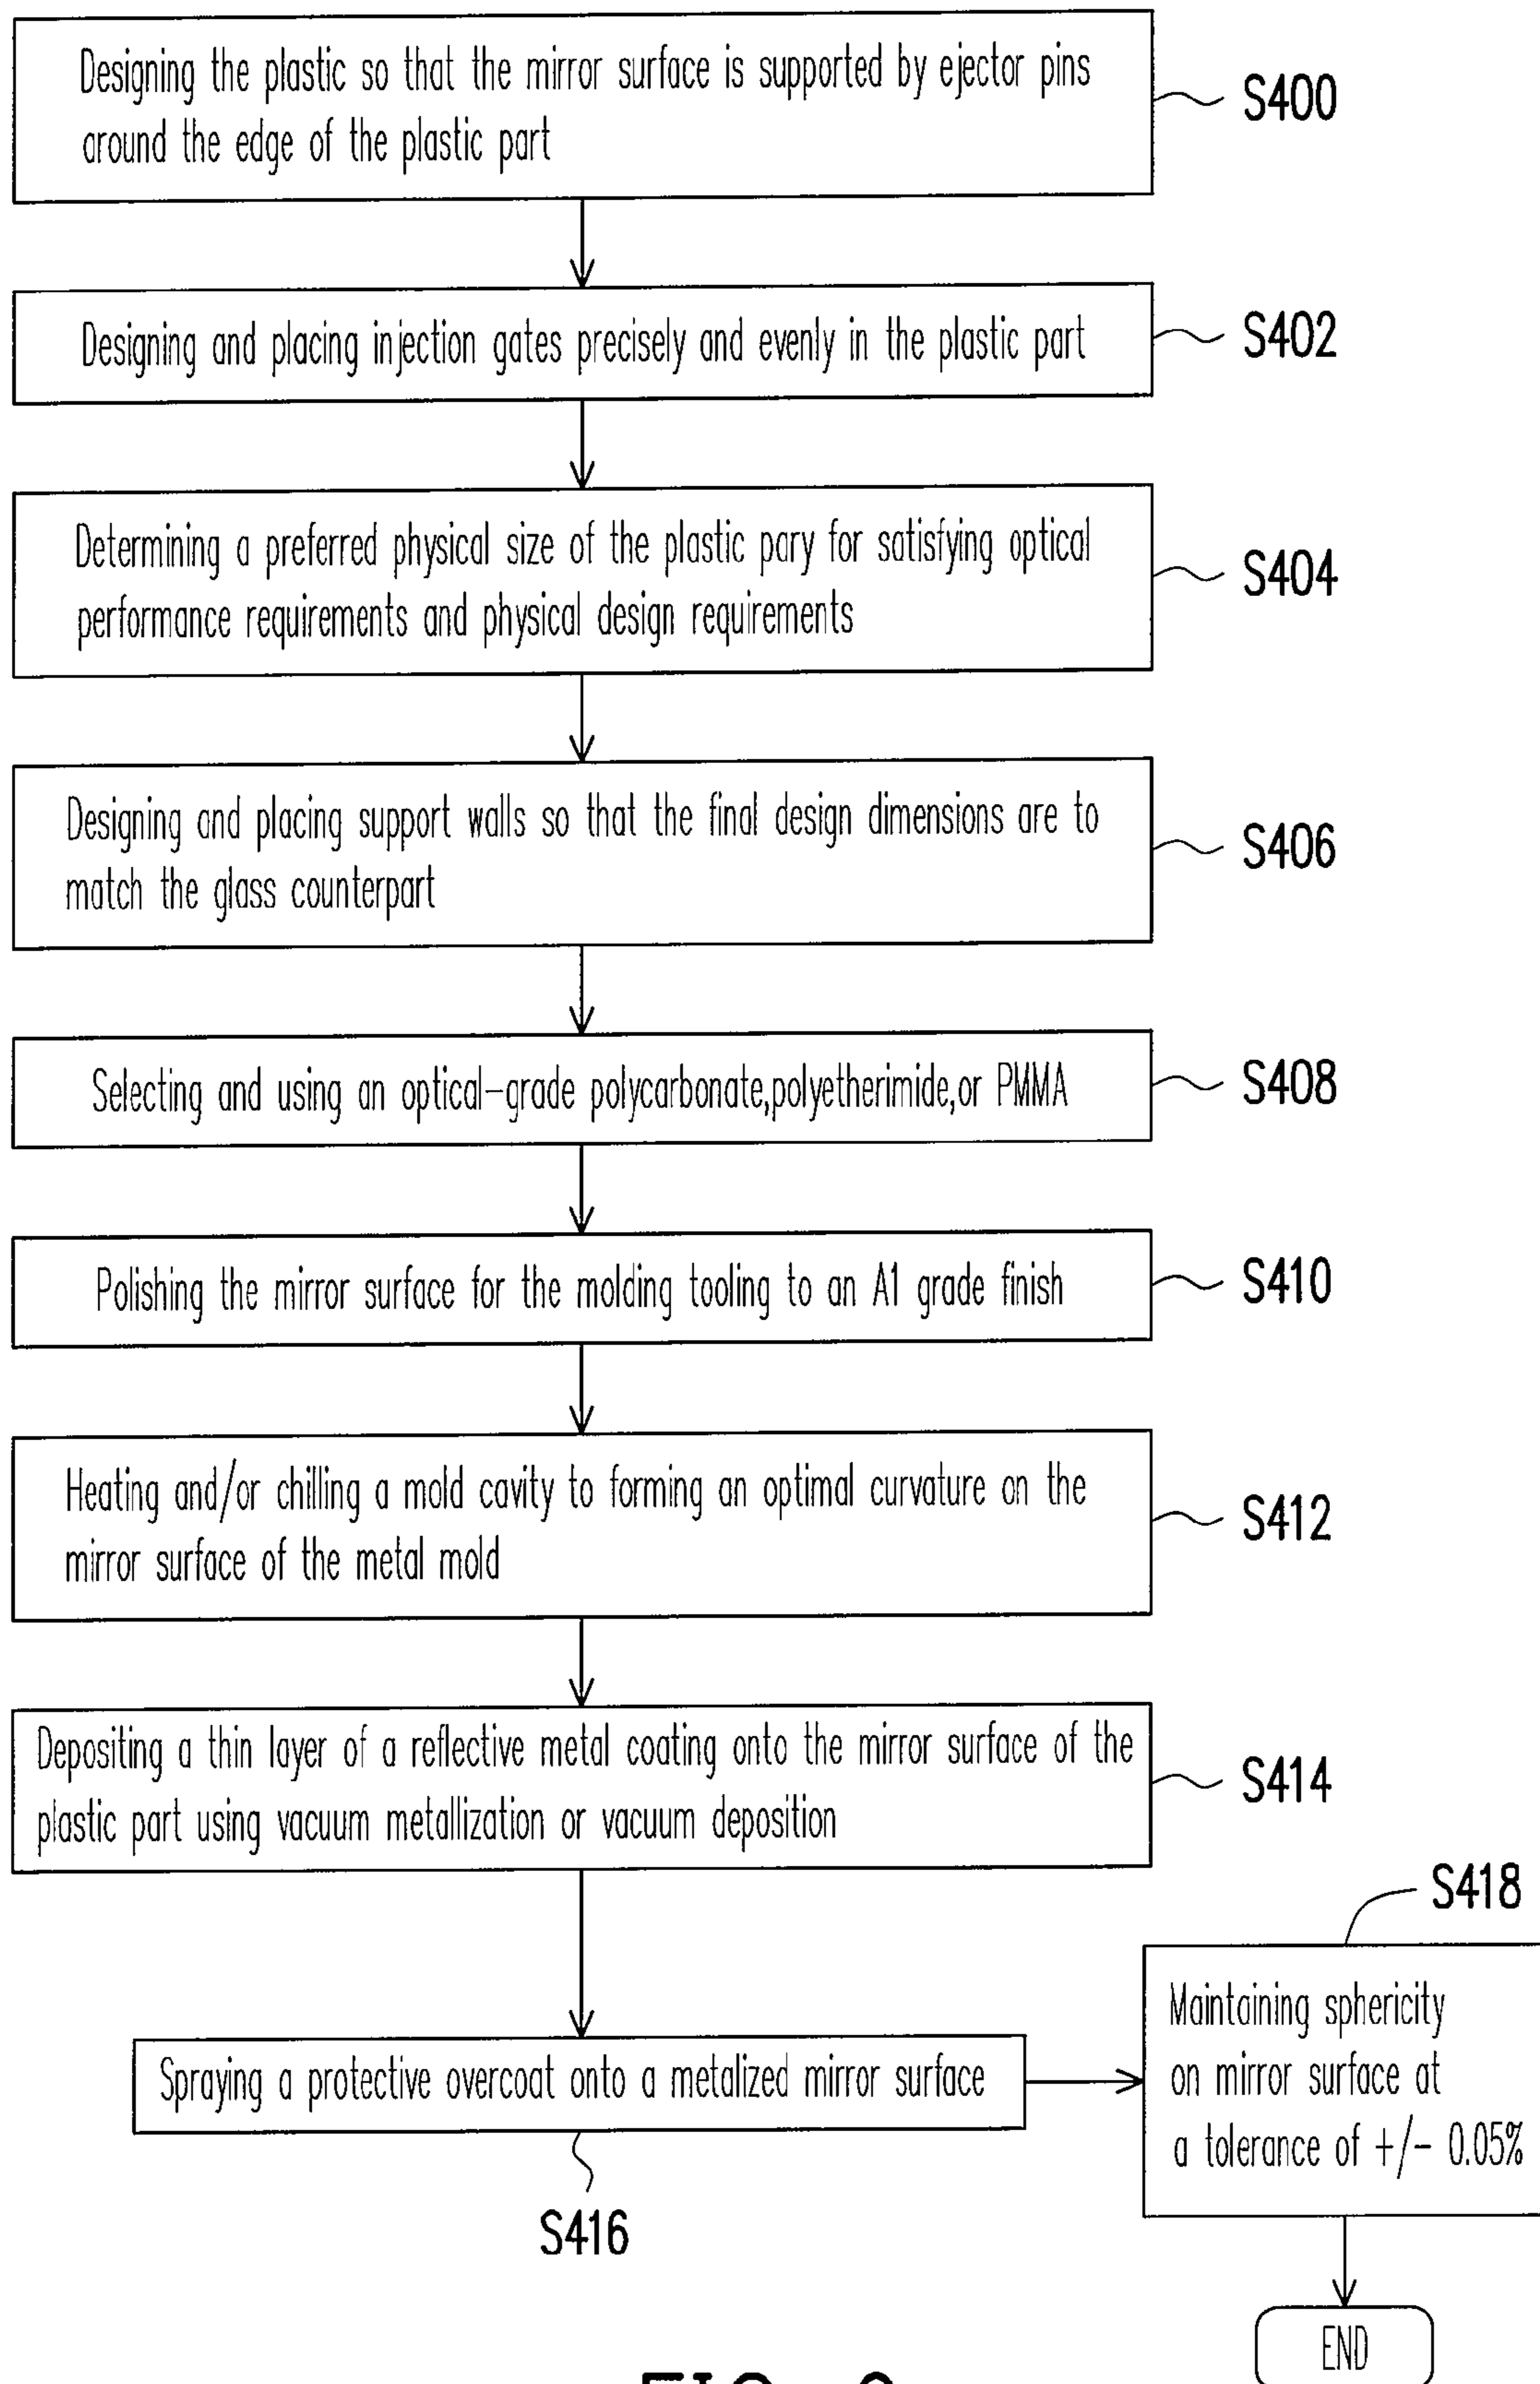 Designing the plastic so that the mirror surface is supported by ejector pins
around the edge of the plastic part
S400
Designing and placing injection gates precisely and evenly in the plastic part
S402
Determining a preferred physical size of the plastic pary for satisfying optical
performance requirements and physical design requirements
S404
Designing and placing support walls so that the final design dimensions are to
match the glass counterpart
S406
Selecting and using an optical-grade polycarbonate,polyetherimide,or PMMA
S408
Polishing the mirror surface for the molding tooling to an A1 grade finish
S410
Heating and/or chilling a mold cavity to forming an optimal curvature on the
mirror surface of the metal mold
S412
Depositing a thin layer of a reflective metal coating onto the mirror surface of the
plastic part using vacuum metallization or vacuum deposition
S414
Spraying a protective overcoat onto a metalized mirror surface
S416
S418
Maintaining sphericity
on mirror surface at
a tolerance of +/- 0.05%
END